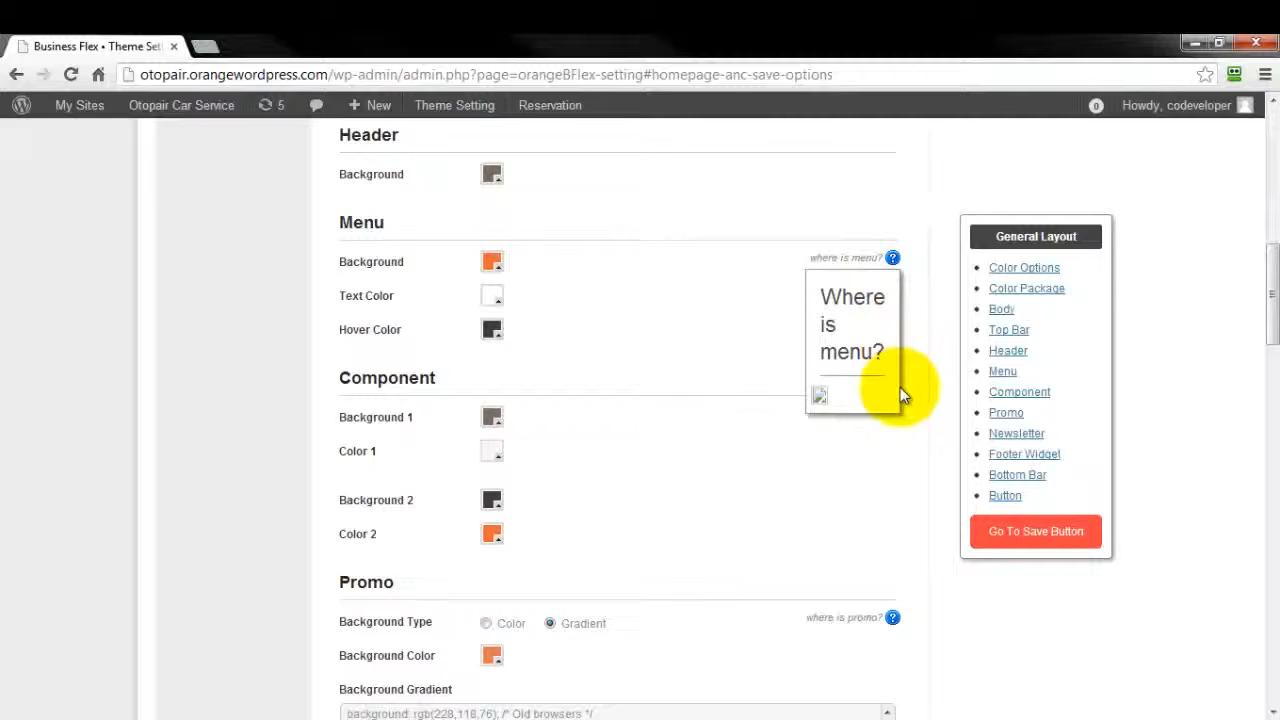 Business Flex • Theme Set
otopair.orangewordpress.com/wp-admin/admin.php?page=orangeBFlex-setting#homepage-anc-save-options
My Sites Otopair Car Service 5 New Theme Setting Reservation 0 Howdy, codeveloper
Header
Background
Menu
Background
where is menu?
Text Color
Hover Color
Where
is
menu?
Component
Background 1
Color 1
Background 2
Color 2
Promo
Background Type Color Gradient
where is promo?
Background Color
Background Gradient
background: rgb(228,118,76); /* Old browsers */
General Layout
Color Options
Color Package
Body
Top Bar
Header
Menu
Component
Promo
Newsletter
Footer Widget
Bottom Bar
Button
Go To Save Button